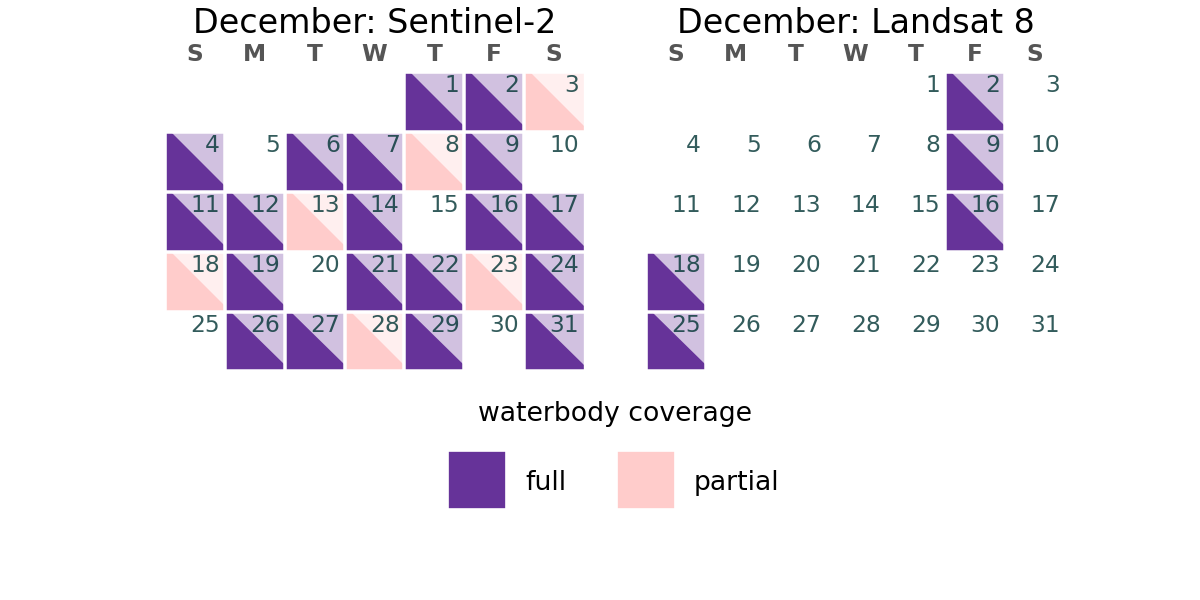 December: Sentinel-2
S M T W T F S
1 2 3
4 5 6 7 8 9 10
11 12 13 14 15 16 17
18 19 20 21 22 23 24
25 26 27 28 29 30 31
December: Landsat 8
S M T W T F S
1 2 3
4 5 6 7 8 9 10
11 12 13 14 15 16 17
18 19 20 21 22 23 24
25 26 27 28 29 30 31
waterbody coverage
full partial